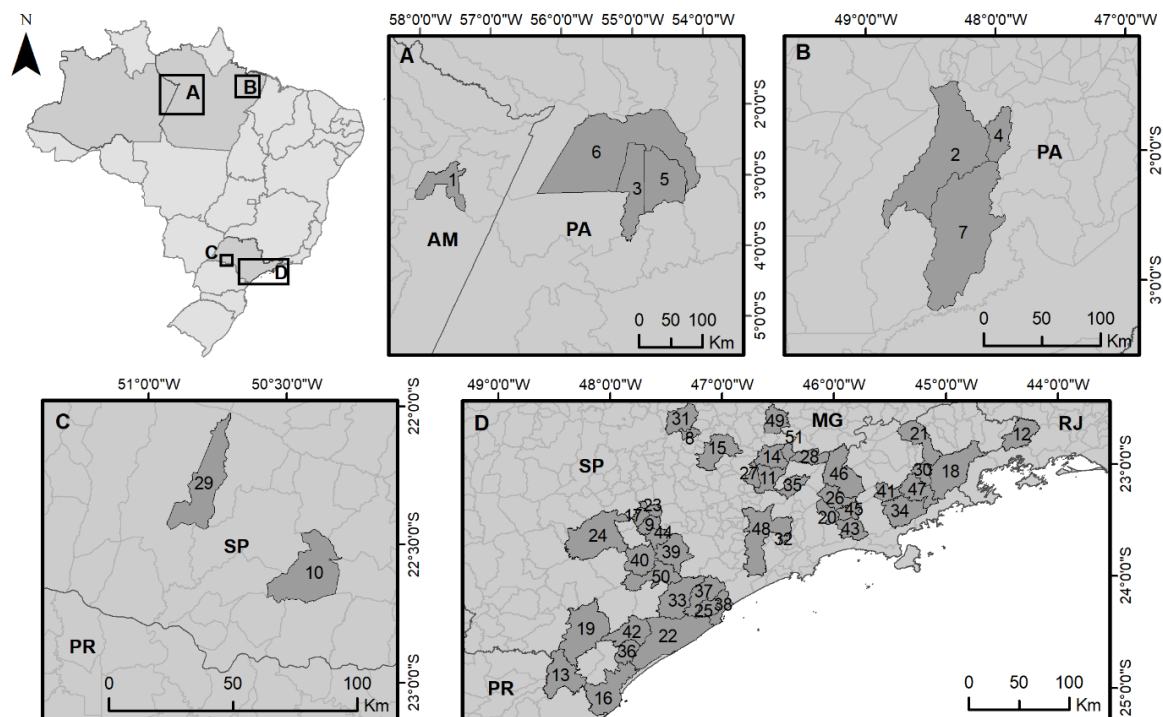 N
A
B
C
D
58°0'0"W 57°0'0"W 56°0'0"W 55°0'0"W 54°0'0"W
A
2°0'0"S
3°0'0"S
4°0'0"S
5°0'0"S
6
1
3
5
AM
PA
0 50 100
Km
49°0'0"W 48°0'0"W 47°0'0"W
B
2°0'0"S
3°0'0"S
4
2
PA
7
0 50 100
Km
51°0'0"W 50°30'0"W
C
22°0'0"S
22°30'0"S
23°0'0"S
29
SP
10
PR
0 50 100
Km
49°0'0"W 48°0'0"W 47°0'0"W 46°0'0"W 45°0'0"W 44°0'0"W
D
MG
RJ
SP
PR
23°0'0"S
24°0'0"S
25°0'0"S
31
8
15
49
51
14
28
27
11
35
46
21
12
30
18
41
47
34
26
45
20
43
23
17
9
24
44
48
32
40
39
50
37
33
38
25
19
42
22
36
13
16
0 50 100
Km